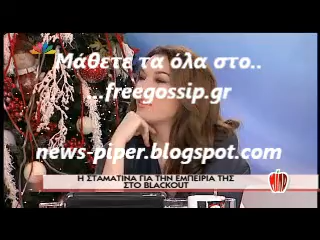 Μάθετε τα όλα στο..
...freegossip.gr
news-piper.blogspot.com
Η ΣΤΑΜΑΤΙΝΑ ΓΙΑ ΤΗΝ ΕΜΠΕΙΡΙΑ ΤΗΣ
ΣΤΟ BLACKOUT